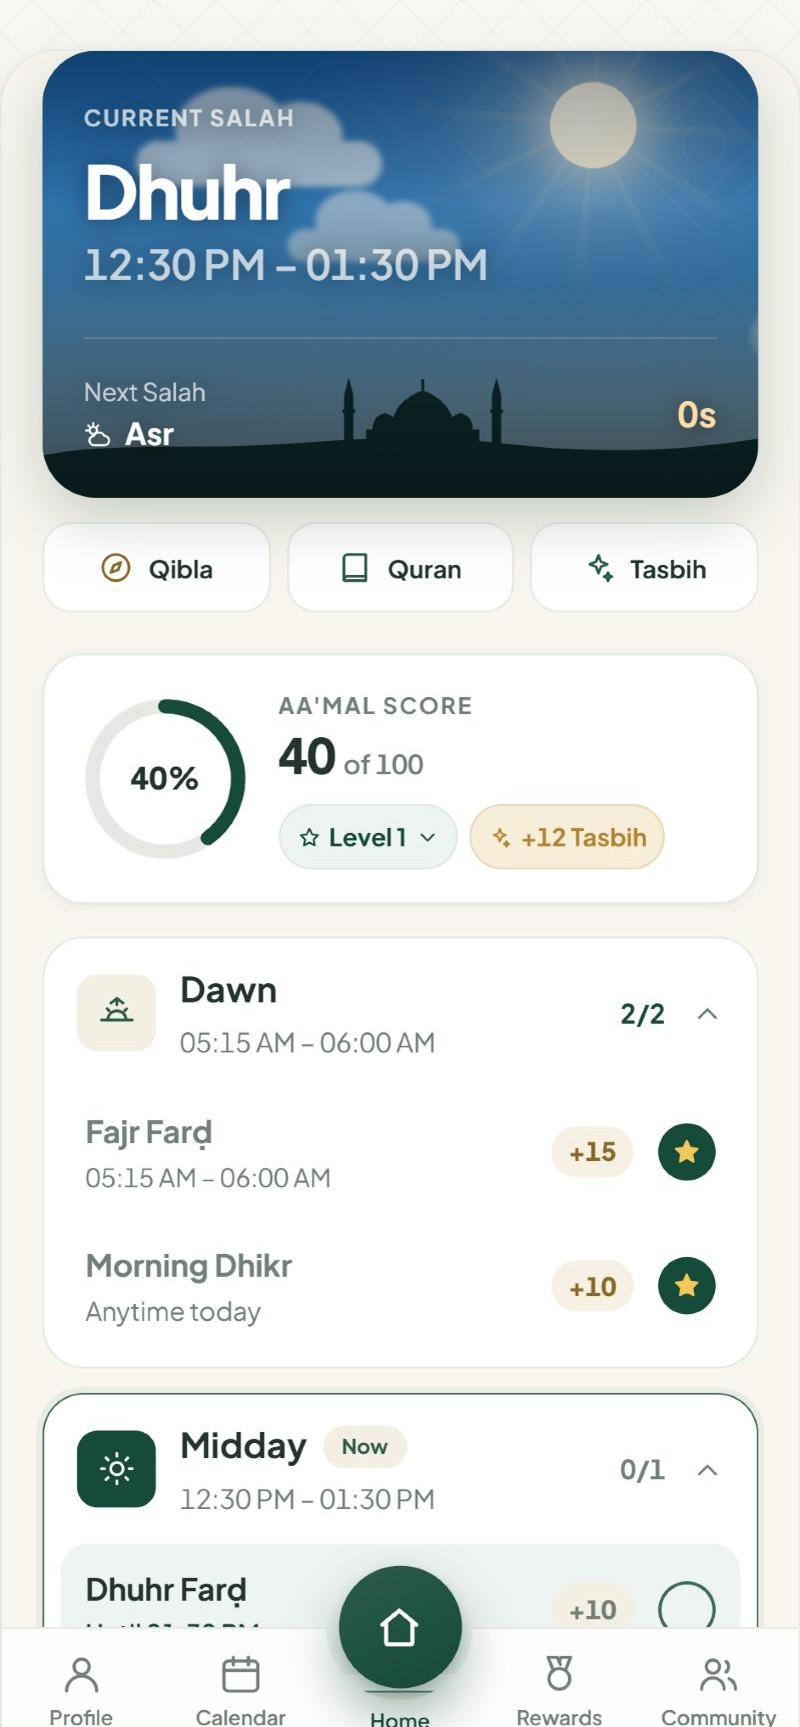 CURRENT SALAH
Dhuhr
12:30 PM – 01:30 PM
Next Salah
Asr
0s
Qibla
Quran
Tasbih
AA'MAL SCORE
40%
40 of 100
Level 1
+12 Tasbih
Dawn
2/2
05:15 AM – 06:00 AM
Fajr Farḍ
+15
05:15 AM – 06:00 AM
Morning Dhikr
+10
Anytime today
Midday
Now
0/1
12:30 PM – 01:30 PM
Dhuhr Farḍ
+10
Profile
Calendar
Home
Rewards
Community